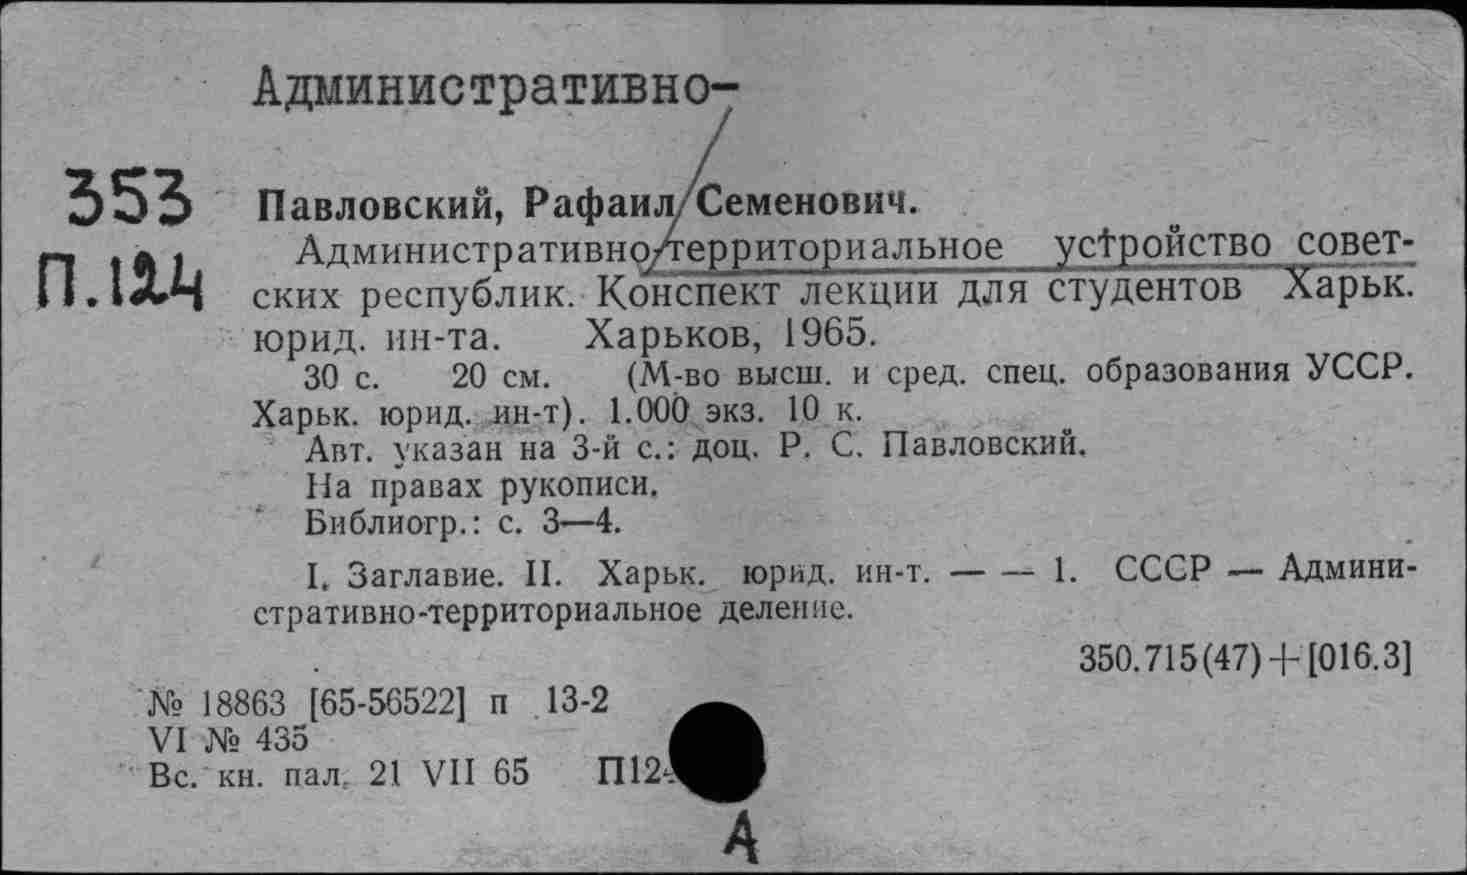 Административно-
353 Павловский, Рафаил Семенович.
Административно-территориальное устройство совет-
П.124 ских республик. Конспект лекции для студентов Харьк.
юрид. ин-та. Харьков, 1965.
30 с. 20 см. (М-во высш. и сред. спец. образования УССР.
Харьк. юрид. ин-т). 1.000 экз. 10 к.
Авт. указан на 3-й с.: доц. Р. С. Павловский.
На правах рукописи.
Библиогр.: с. 3—4.
I. Заглавие. II. Харьк. юрид. ин-т. — — 1. СССР — Админи-
стративно-территориальное деление.
350.715(47)+[016.3]
№ 18863 [65-56522] п 13-2
VI № 435
Вс. кн. пал. 21 VII 65 П12
А